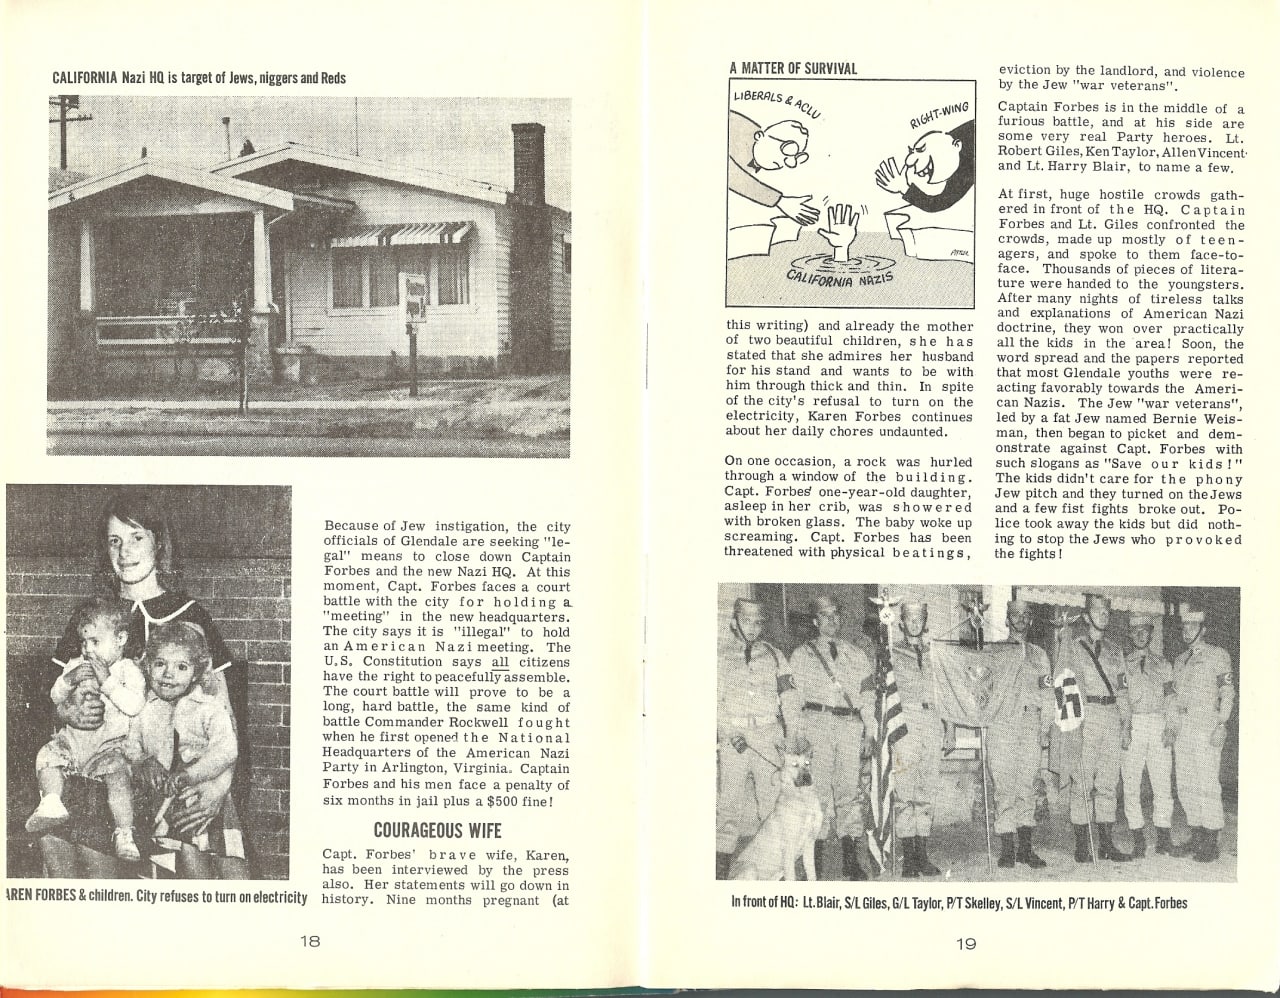 CALIFORNIA Nazi HQ is target of Jews, niggers and Reds
Because of Jew instigation, the city
officials of Glendale are seeking "le-
gal" means to close down Captain
Forbes and the new Nazi HQ. At this
moment, Capt. Forbes faces a court
battle with the city for holding a
"meeting" in the new headquarters.
The city says it is "illegal" to hold
an American Nazi meeting. The
U.S. Constitution says all citizens
have the right to peacefully assemble.
The court battle will prove to be a
long, hard battle, the same kind of
battle Commander Rockwell fought
when he first opened the National
Headquarters of the American Nazi
Party in Arlington, Virginia. Captain
Forbes and his men face a penalty of
six months in jail plus a $500 fine!
COURAGEOUS WIFE
Capt. Forbes' brave wife, Karen,
has been interviewed by the press
also. Her statements will go down in
history. Nine months pregnant (at
AREN FORBES & children. City refuses to turn on electricity
18
A MATTER OF SURVIVAL
LIBERALS & ACLU
RIGHT-WING
CALIFORNIA NAZIS
this writing) and already the mother
of two beautiful children, she has
stated that she admires her husband
for his stand and wants to be with
him through thick and thin. In spite
of the city's refusal to turn on the
electricity, Karen Forbes continues
about her daily chores undaunted.
On one occasion, a rock was hurled
through a window of the building.
Capt. Forbes' one-year-old daughter,
asleep in her crib, was showered
with broken glass. The baby woke up
screaming. Capt. Forbes has been
threatened with physical beatings,
eviction by the landlord, and violence
by the Jew "war veterans".
Captain Forbes is in the middle of a
furious battle, and at his side are
some very real Party heroes. Lt.
Robert Giles, Ken Taylor, Allen Vincent
and Lt. Harry Blair, to name a few.
At first, huge hostile crowds gath-
ered in front of the HQ. Captain
Forbes and Lt. Giles confronted the
crowds, made up mostly of teen-
agers, and spoke to them face-to-
face. Thousands of pieces of litera-
ture were handed to the youngsters.
After many nights of tireless talks
and explanations of American Nazi
doctrine, they won over practically
all the kids in the area! Soon, the
word spread and the papers reported
that most Glendale youths were re-
acting favorably towards the Ameri-
can Nazis. The Jew "war veterans",
led by a fat Jew named Bernie Weis-
man, then began to picket and dem-
onstrate against Capt. Forbes with
such slogans as "Save our kids!"
The kids didn't care for the phony
Jew pitch and they turned on the Jews
and a few fist fights broke out. Po-
lice took away the kids but did noth-
ing to stop the Jews who provoked
the fights!
In front of HQ: Lt. Blair, S/L Giles, G/L Taylor, P/T Skelley, S/L Vincent, P/T Harry & Capt. Forbes
19